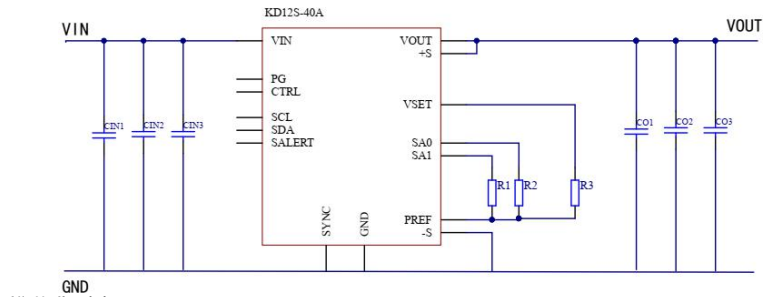 KD12S-40A
VIN
VOUT
VIN
VOUT
+S
PG
CTRL
VSET
SCL
SDA
SALERT
SA0
SA1
CIN1
CIN2
CIN3
CO1
CO2
CO3
R1
R2
R3
PREF
-S
SYNC
GND
GND